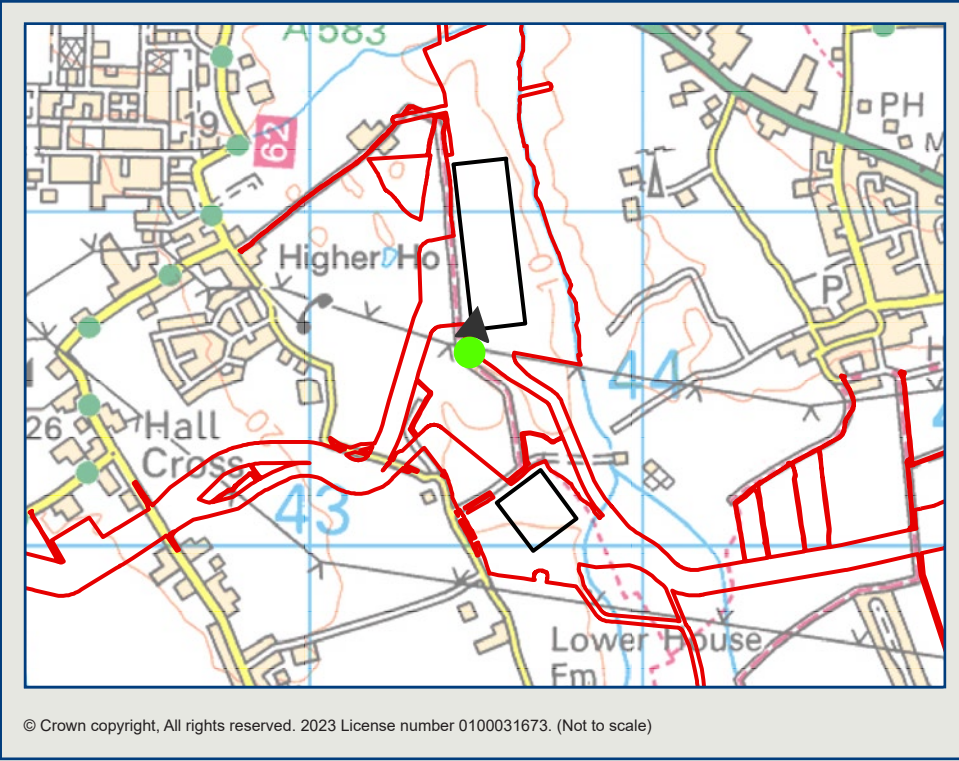 A 583
PH
19
62
Higher Ho
P
44
26
Hall
Cross
43
Lower House
Fm
© Crown copyright, All rights reserved. 2023 License number 0100031673. (Not to scale)